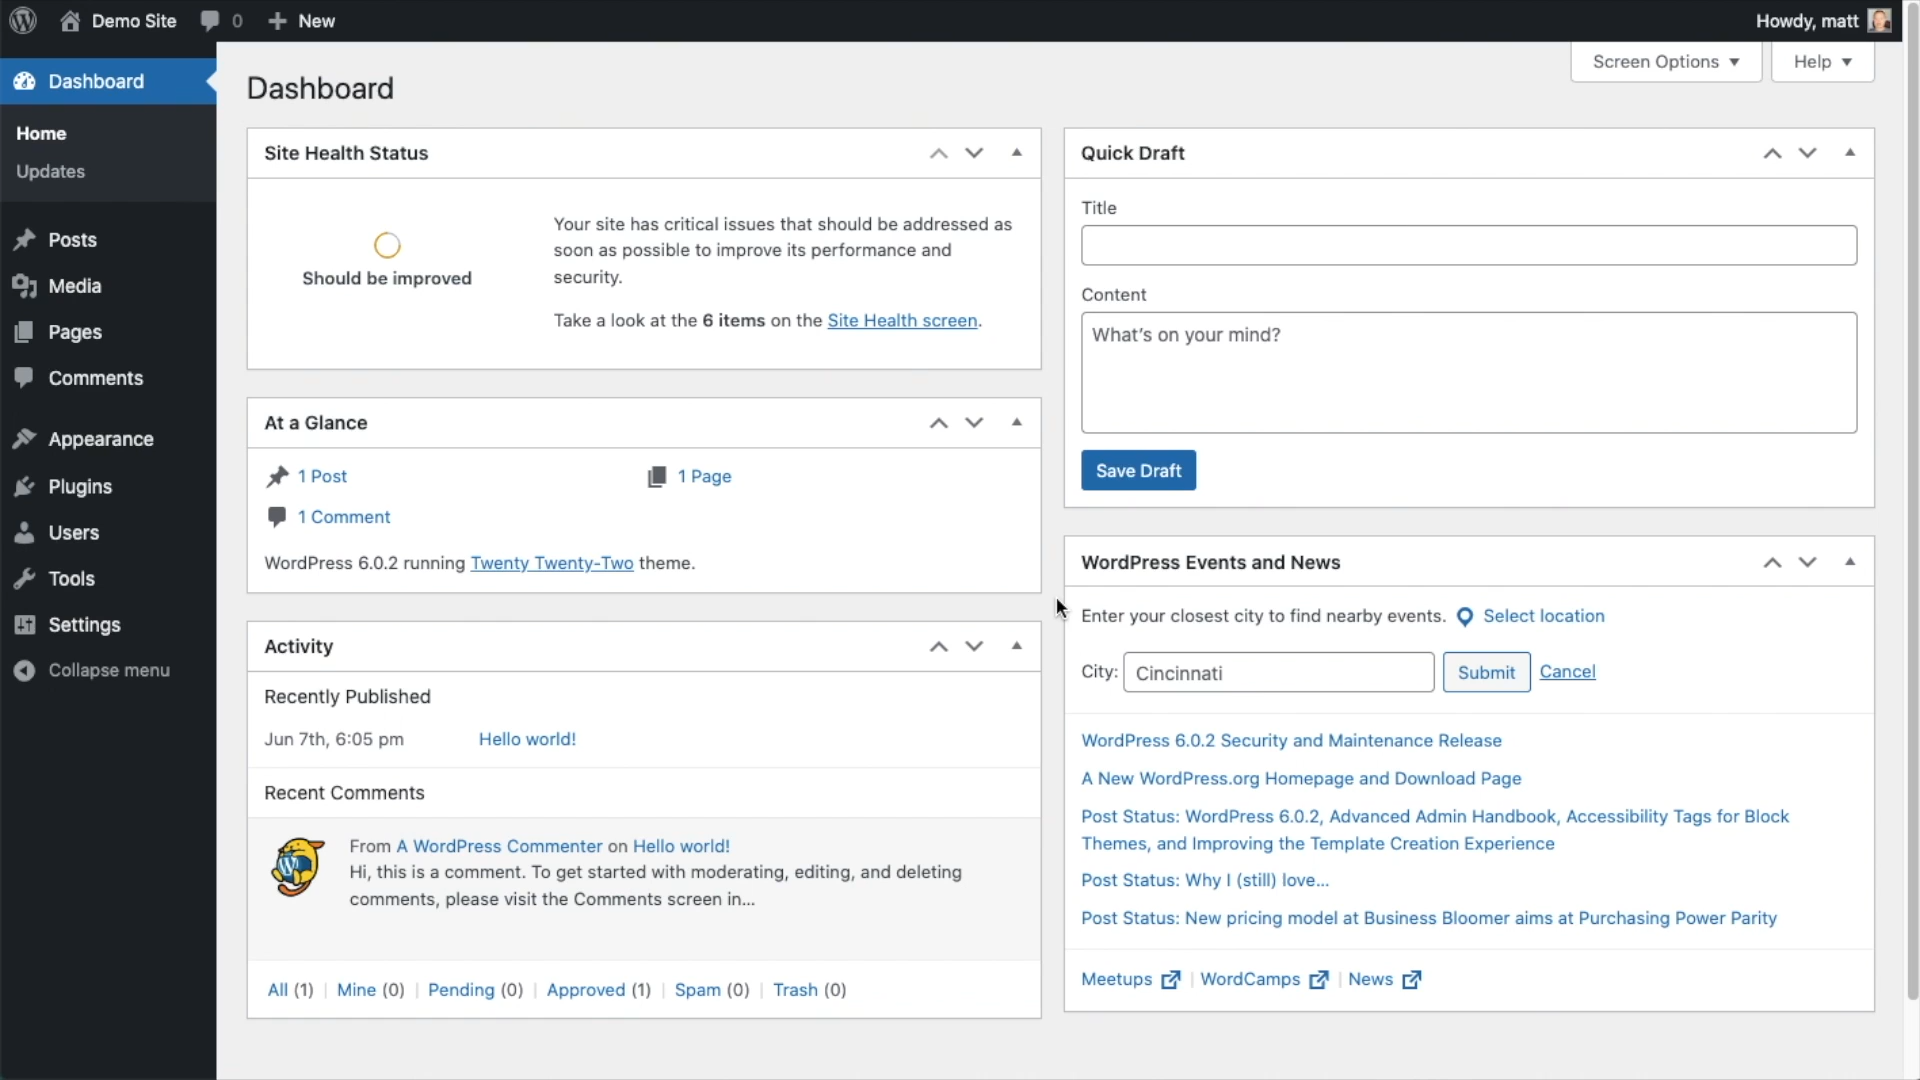 Demo Site
0
New
Howdy, matt
Dashboard
Home
Updates
Posts
Media
Pages
Comments
Appearance
Plugins
Users
Tools
Settings
Collapse menu
Screen Options
Help
Dashboard
Site Health Status
Should be improved
Your site has critical issues that should be addressed as
soon as possible to improve its performance and
security.
Take a look at the 6 items on the Site Health screen.
At a Glance
1 Post
1 Page
1 Comment
WordPress 6.0.2 running Twenty Twenty-Two theme.
Activity
Recently Published
Jun 7th, 6:05 pm
Hello world!
Recent Comments
From A WordPress Commenter on Hello world!
Hi, this is a comment. To get started with moderating, editing, and deleting
comments, please visit the Comments screen in…
All (1) | Mine (0) | Pending (0) | Approved (1) | Spam (0) | Trash (0)
Quick Draft
Title
Content
What’s on your mind?
Save Draft
WordPress Events and News
Enter your closest city to find nearby events. Select location
City: Cincinnati Submit Cancel
WordPress 6.0.2 Security and Maintenance Release
A New WordPress.org Homepage and Download Page
Post Status: WordPress 6.0.2, Advanced Admin Handbook, Accessibility Tags for Block
Themes, and Improving the Template Creation Experience
Post Status: Why I (still) love…
Post Status: New pricing model at Business Bloomer aims at Purchasing Power Parity
Meetups | WordCamps | News